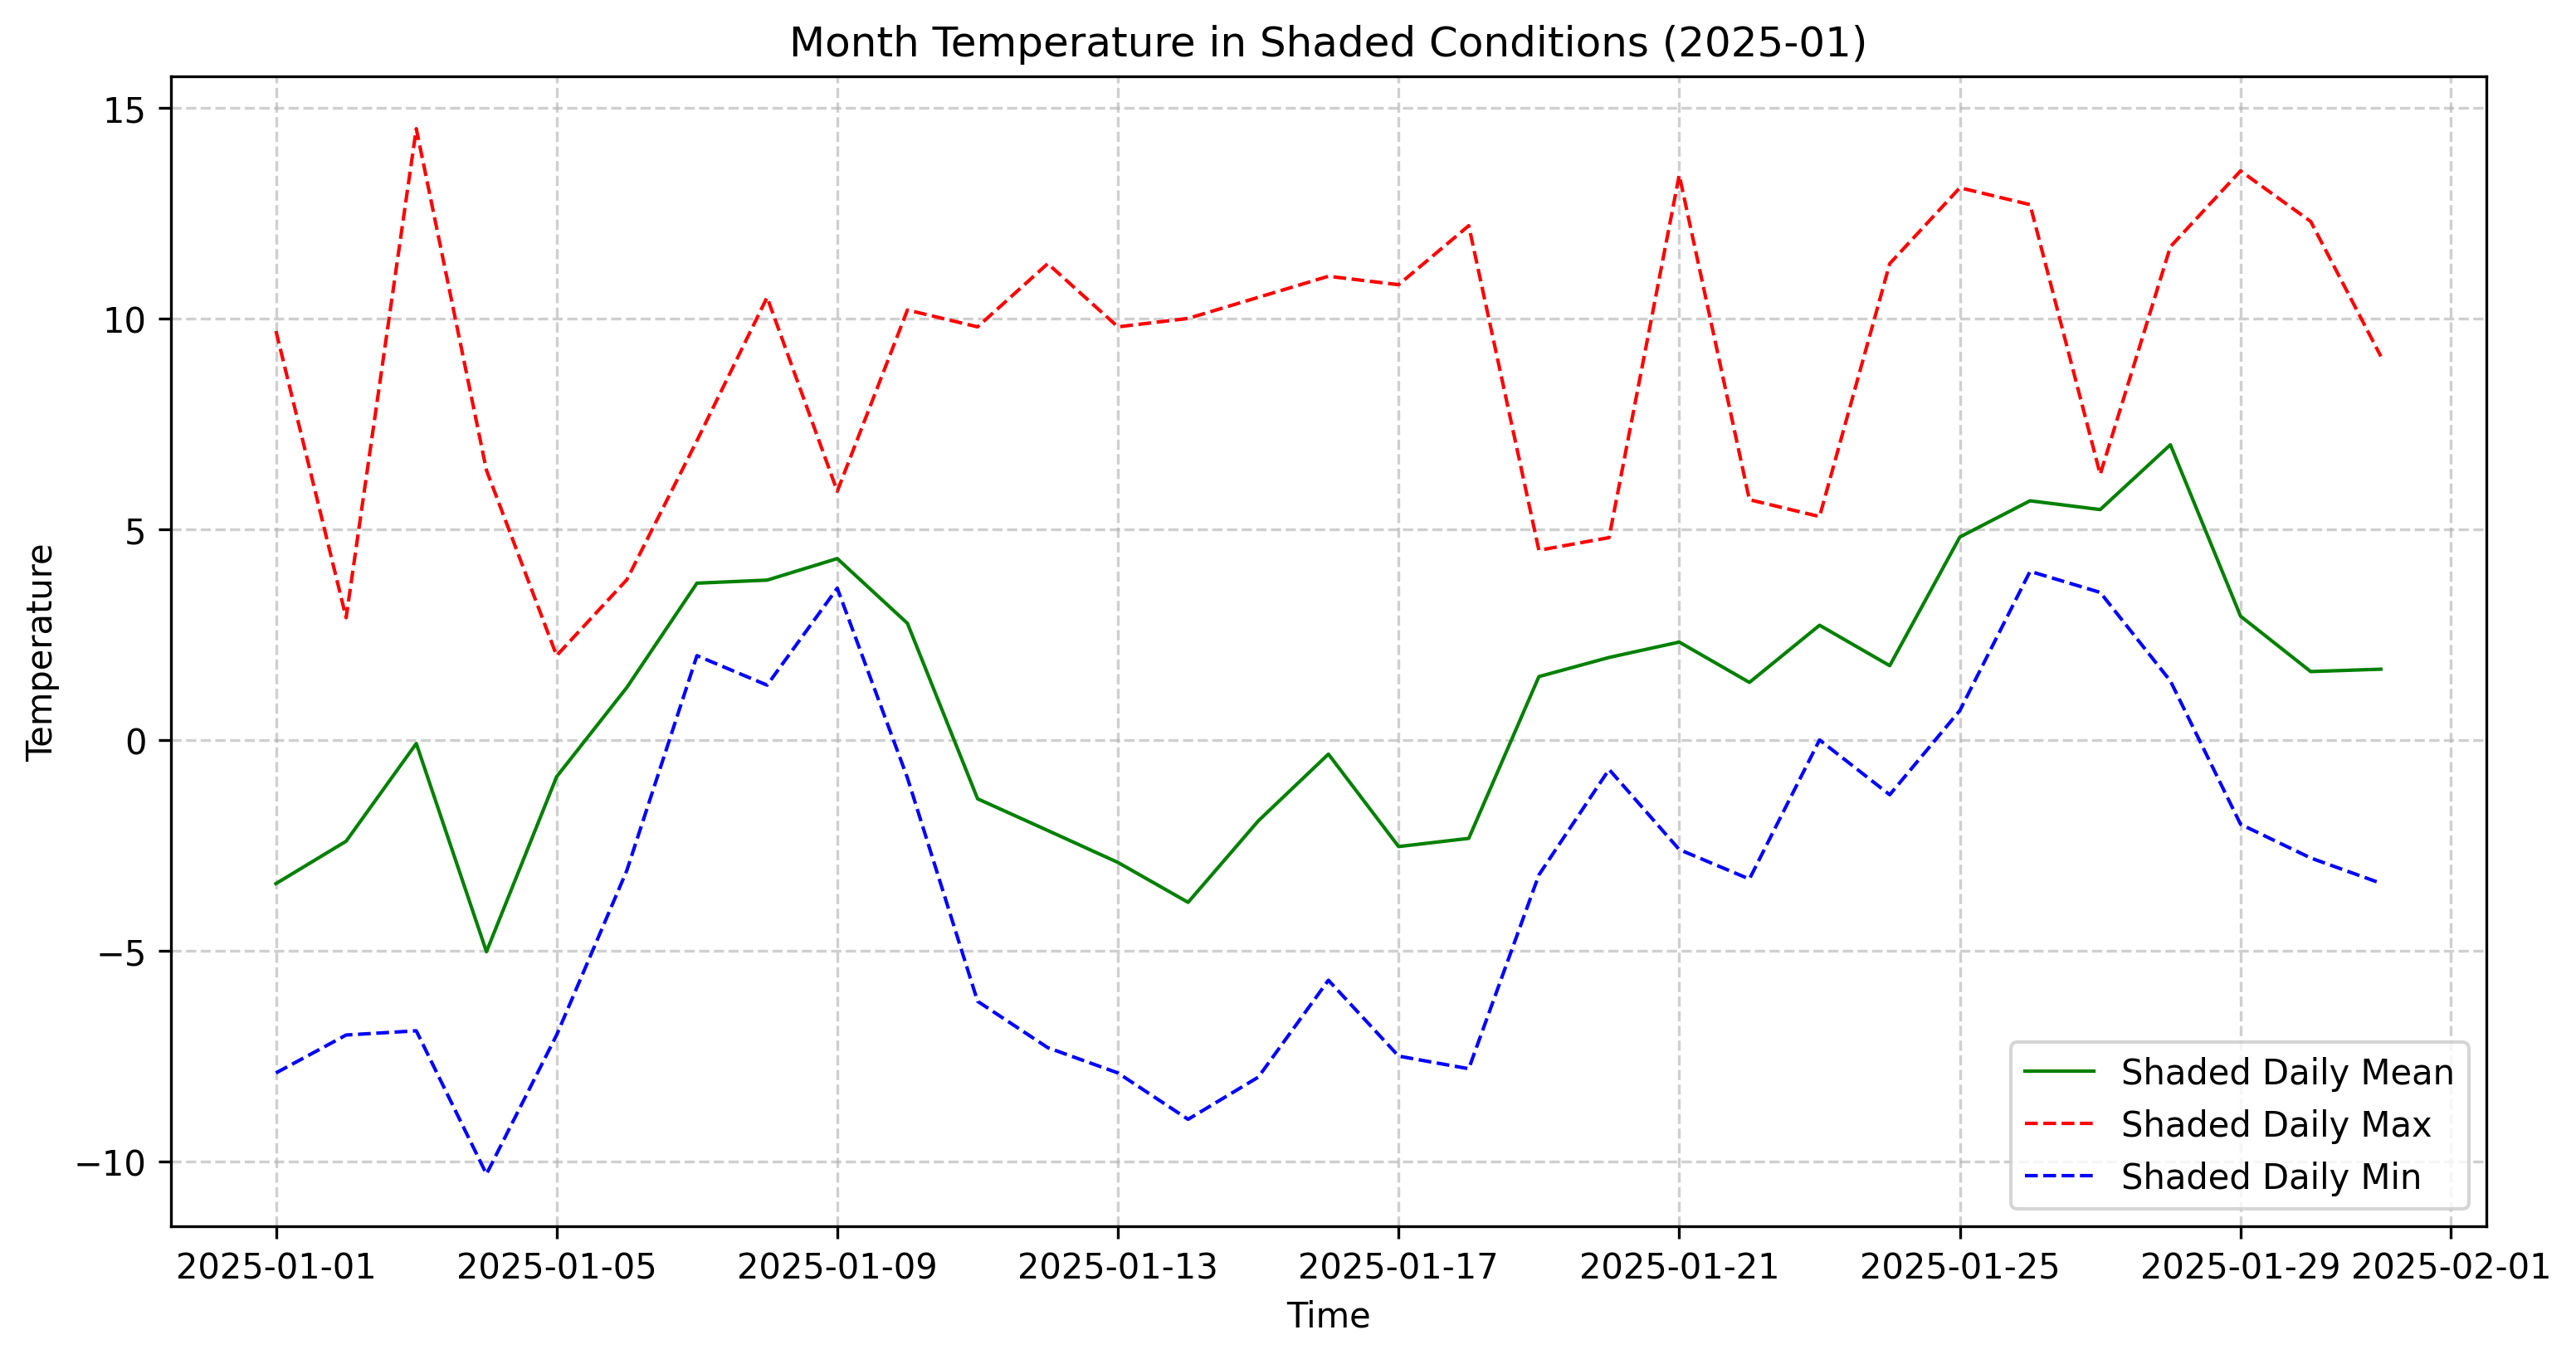 Month Temperature in Shaded Conditions (2025-01)
Temperature
15
10
5
0
−5
−10
Shaded Daily Mean
Shaded Daily Max
Shaded Daily Min
2025-01-01 2025-01-05 2025-01-09 2025-01-13 2025-01-17 2025-01-21 2025-01-25 2025-01-29 2025-02-01
Time